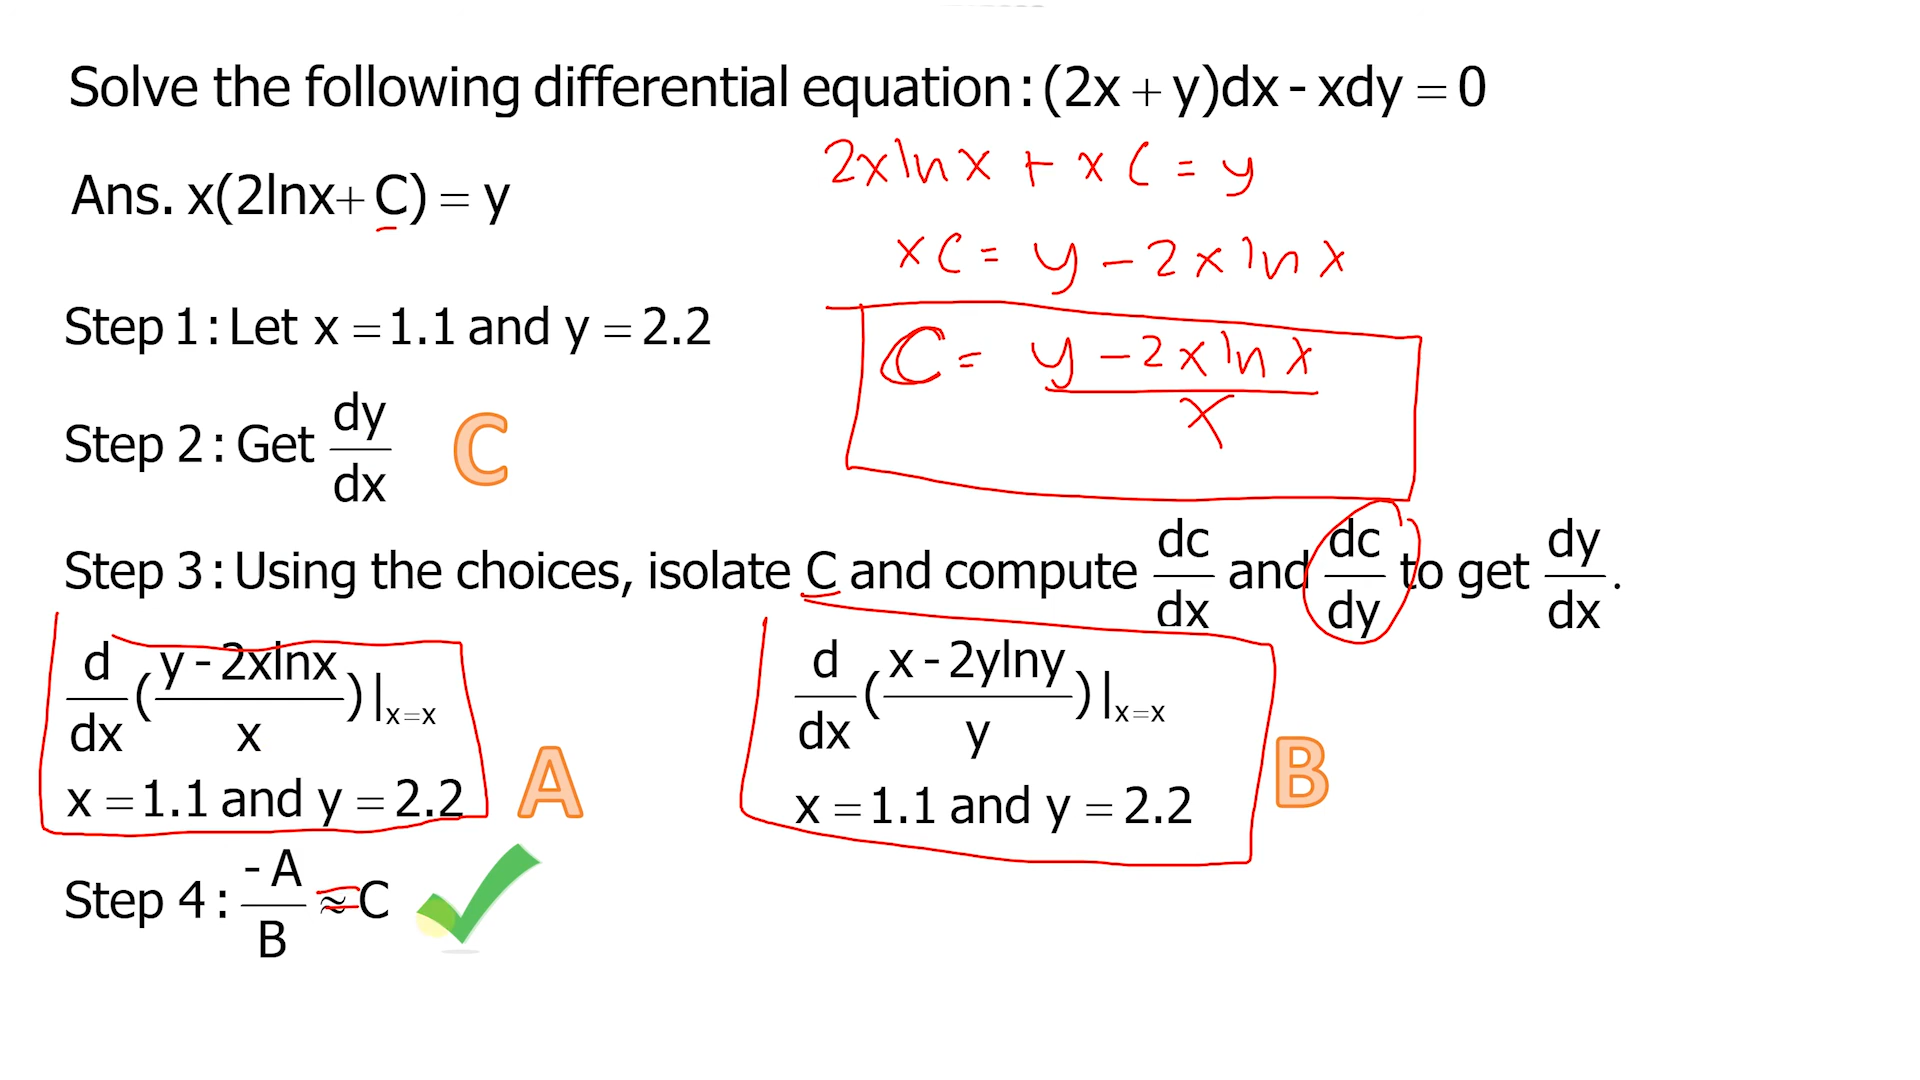 Solve the following differential equation: (2x + y)dx - xdy = 0
2xlnx + xC = y
Ans. x(2lnx + C) = y
xC = y - 2xlnx
Step 1: Let x = 1.1 and y = 2.2
C = (y - 2xlnx)/x
Step 2: Get dy/dx C
Step 3: Using the choices, isolate C and compute dc/dx and dc/dy to get dy/dx.
d/dx((y - 2xlnx)/x)|x=x
x = 1.1 and y = 2.2 A
d/dx((x - 2ylny)/y)|x=x
x = 1.1 and y = 2.2 B
Step 4: -A/B ≈ C